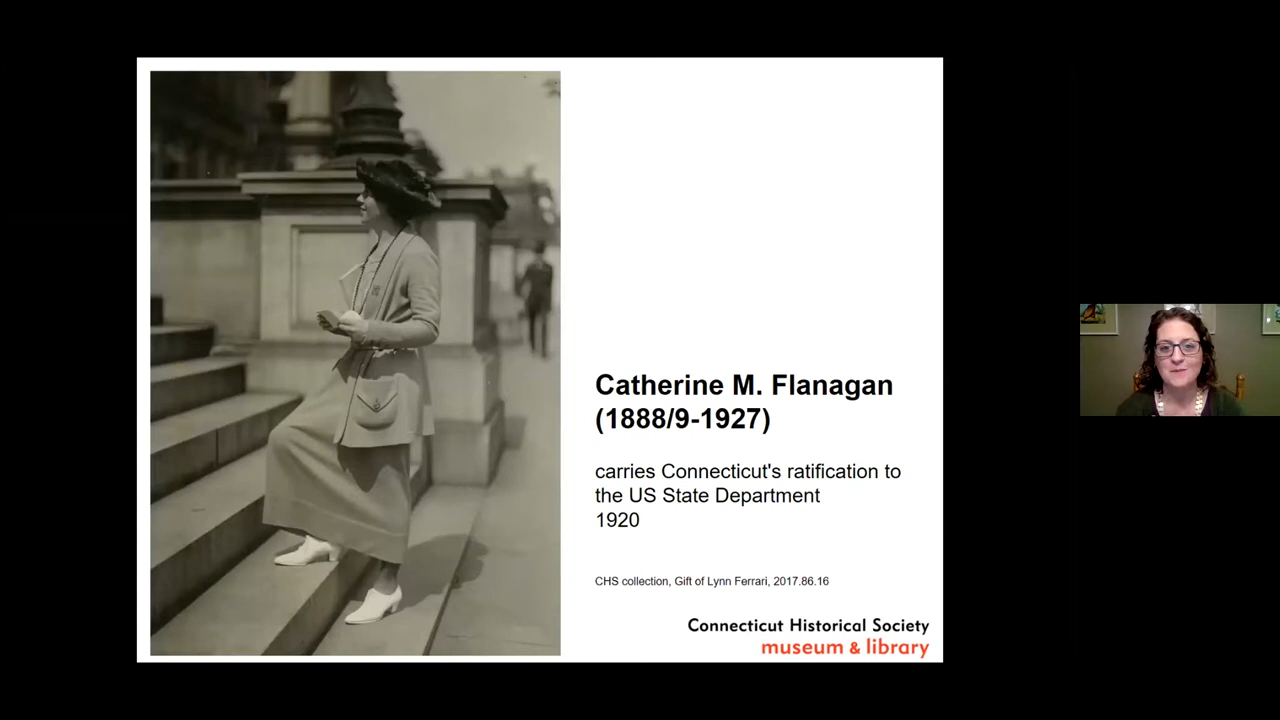 Catherine M. Flanagan
(1888/9-1927)
carries Connecticut's ratification to
the US State Department
1920
CHS collection, Gift of Lynn Ferrari, 2017.86.16
Connecticut Historical Society
museum & library